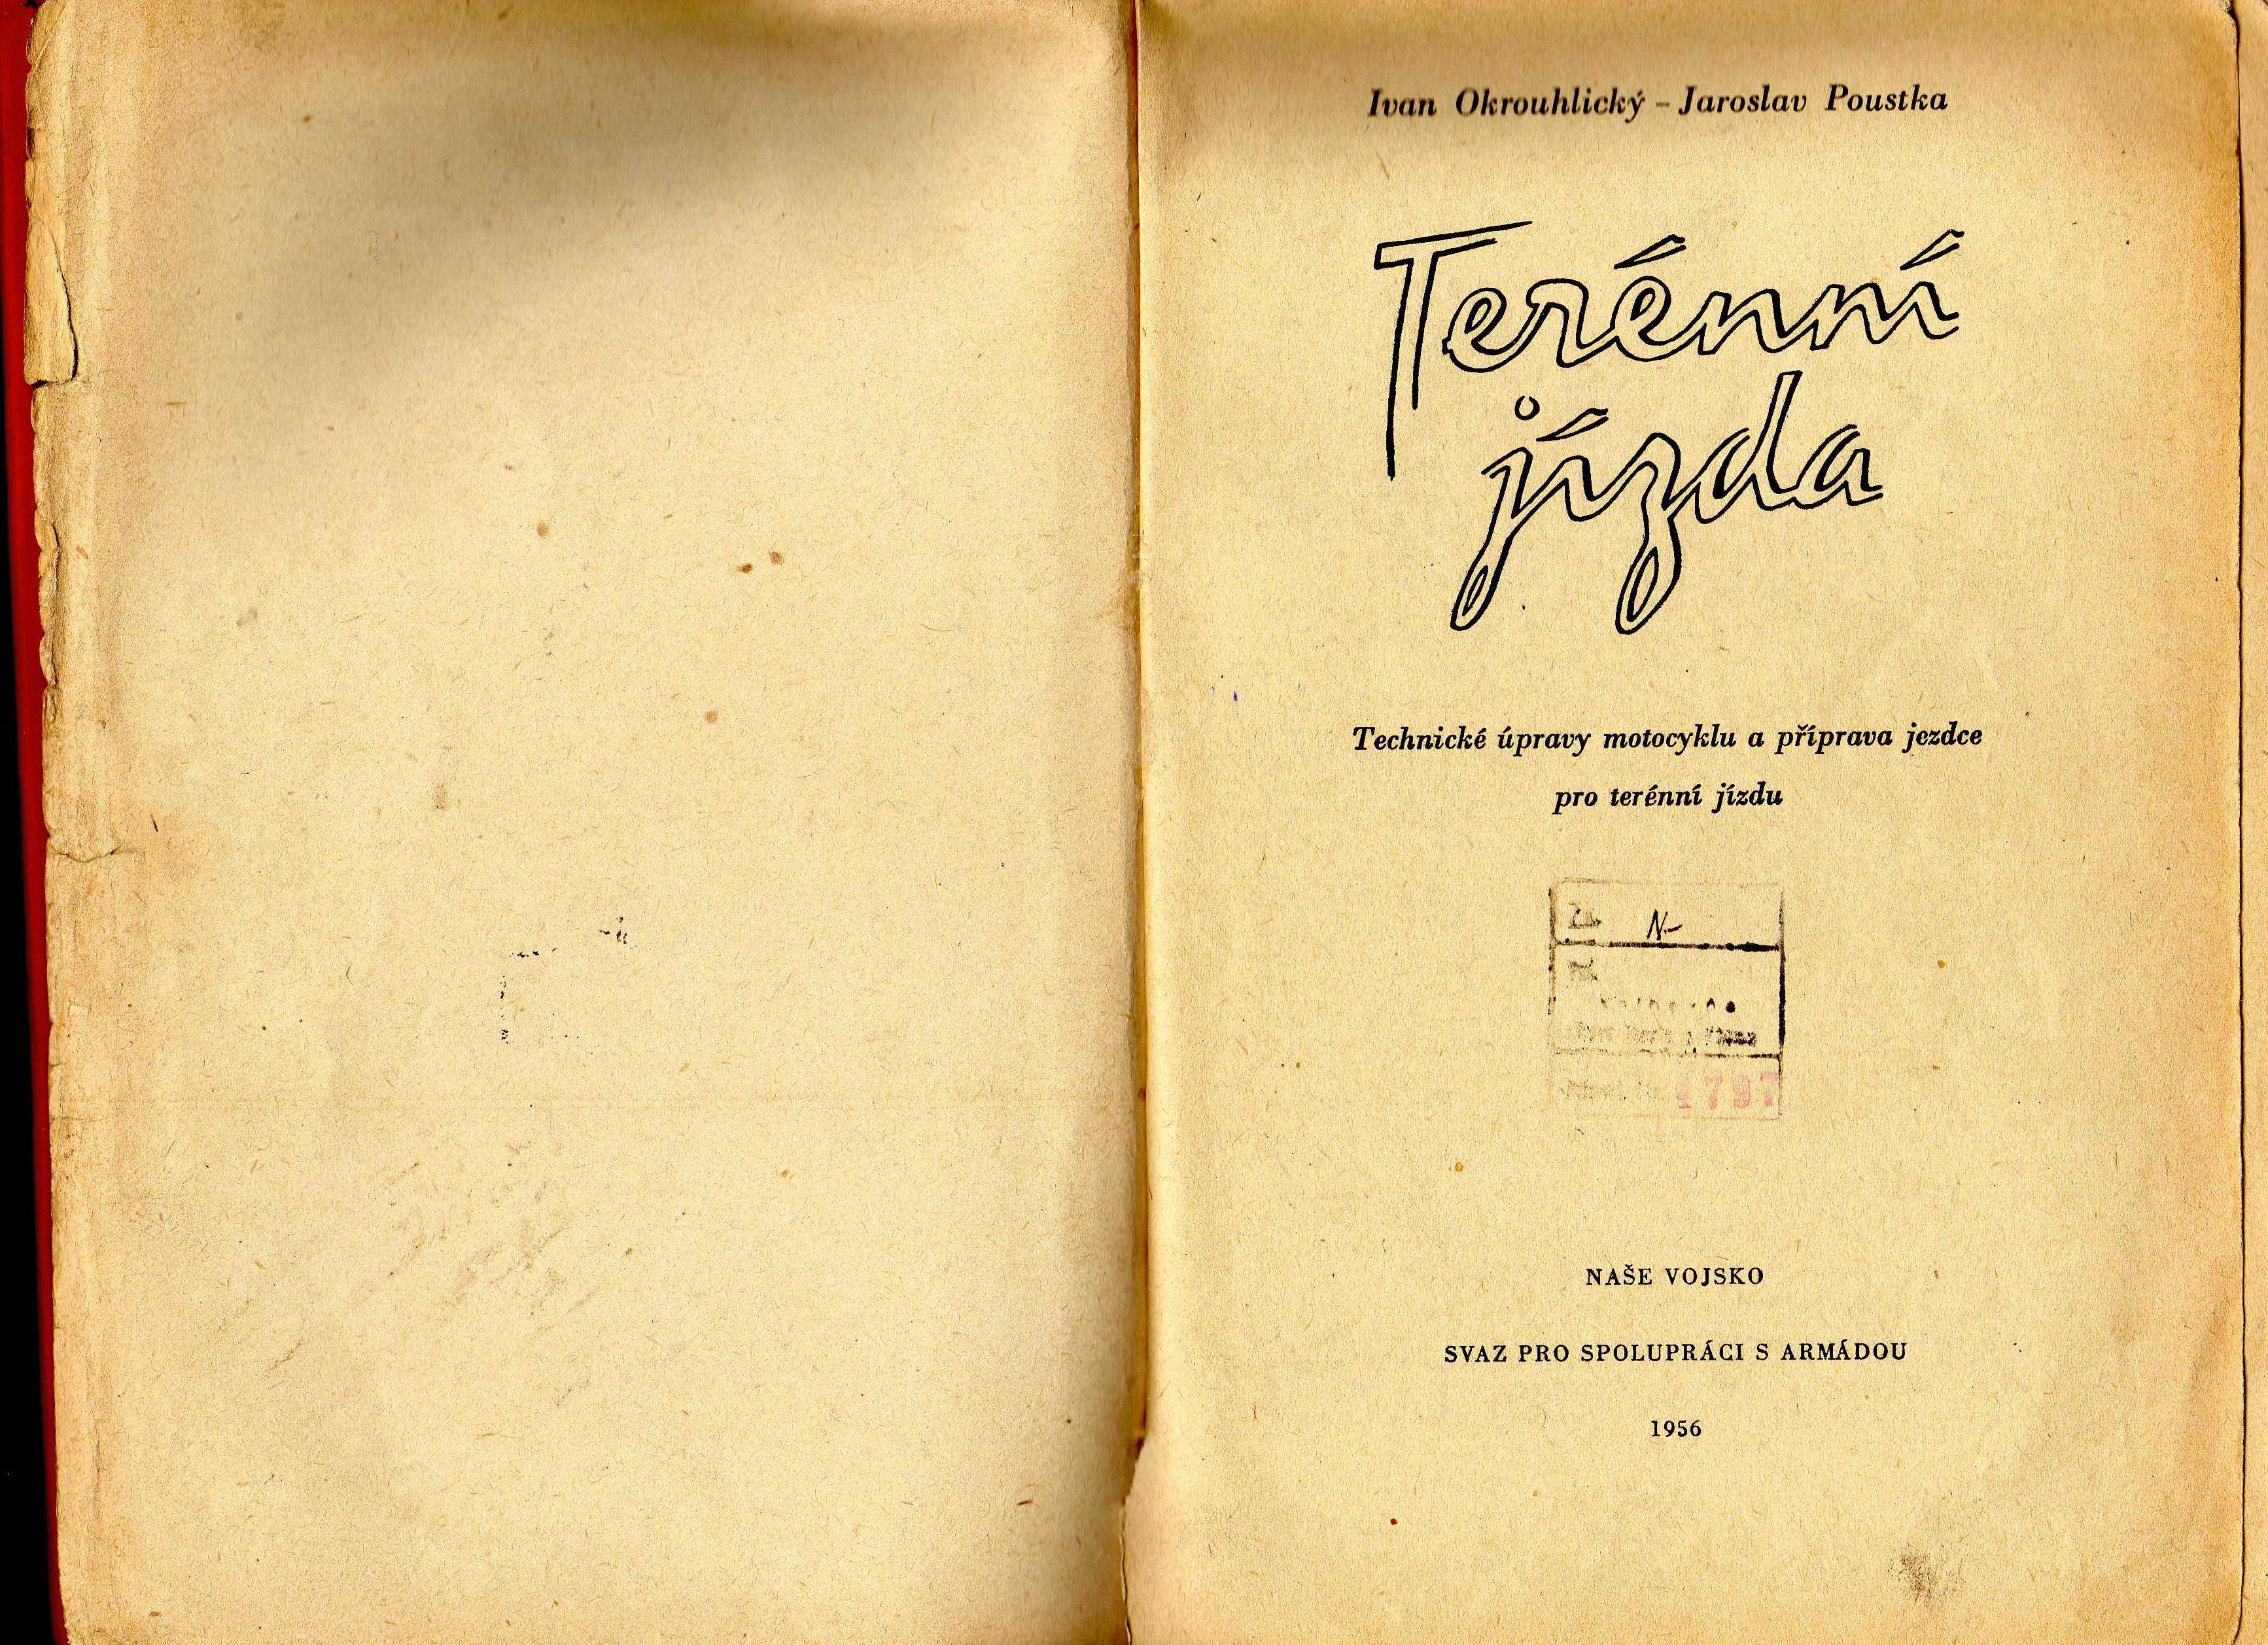 Ivan Okrouhlický – Jaroslav Poustka
Terénní
jízda
Technické úpravy motocyklu a příprava jezdce
pro terénní jízdu
N-
4797
NAŠE VOJSKO
SVAZ PRO SPOLUPRÁCI S ARMÁDOU
1956